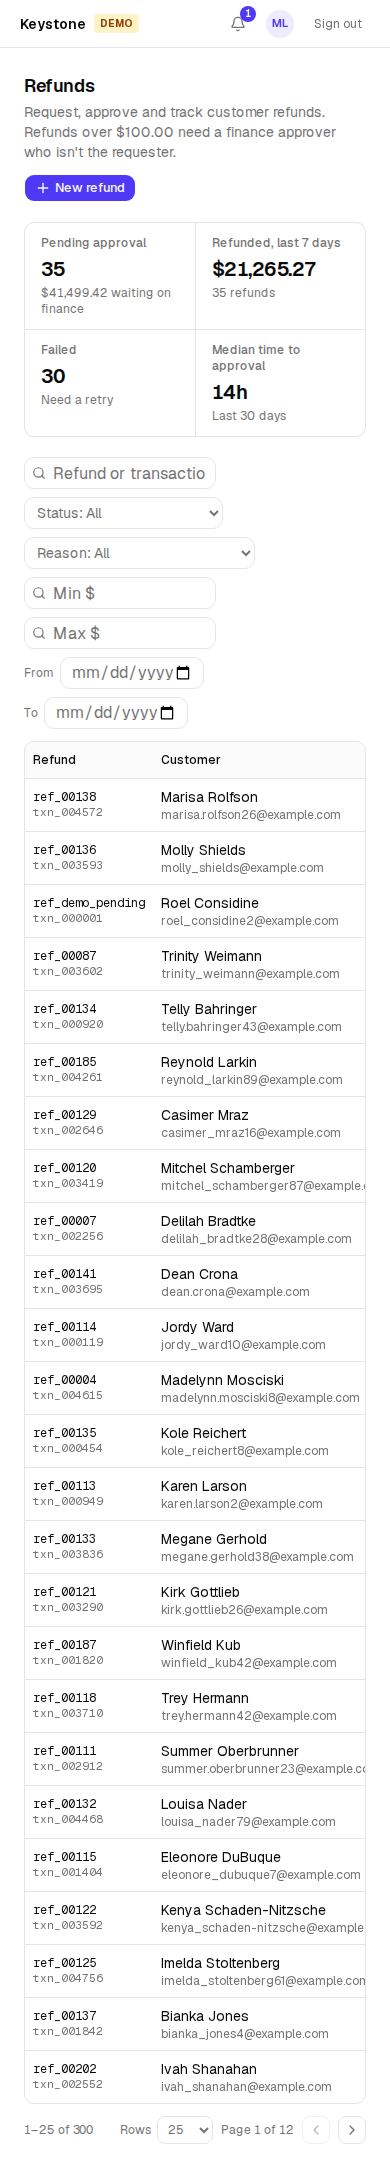 Keystone DEMO 1 ML Sign out
Refunds
Request, approve and track customer refunds.
Refunds over $100.00 need a finance approver
who isn't the requester.
New refund
Pending approval
35
$41,499.42 waiting on
finance
Refunded, last 7 days
$21,265.27
35 refunds
Failed
30
Need a retry
Median time to
approval
14h
Last 30 days
Refund or transactio
Status: All
Reason: All
Min $
Max $
From mm/dd/yyyy
To mm/dd/yyyy
Refund Customer
ref_00138 Marisa Rolfson
txn_004572 marisa.rolfson26@example.com
ref_00136 Molly Shields
txn_003593 molly_shields@example.com
ref_demo_pending Roel Considine
txn_000001 roel_considine2@example.com
ref_00087 Trinity Weimann
txn_003602 trinity_weimann@example.com
ref_00134 Telly Bahringer
txn_000920 telly.bahringer43@example.com
ref_00185 Reynold Larkin
txn_004261 reynold_larkin89@example.com
ref_00129 Casimer Mraz
txn_002646 casimer_mraz16@example.com
ref_00120 Mitchel Schamberger
txn_003419 mitchel_schamberger87@example.
ref_00007 Delilah Bradtke
txn_002256 delilah_bradtke28@example.com
ref_00141 Dean Crona
txn_003695 dean.crona@example.com
ref_00114 Jordy Ward
txn_000119 jordy_ward10@example.com
ref_00004 Madelynn Mosciski
txn_004615 madelynn.mosciski8@example.com
ref_00135 Kole Reichert
txn_000454 kole_reichert8@example.com
ref_00113 Karen Larson
txn_000949 karen.larson2@example.com
ref_00133 Megane Gerhold
txn_003836 megane.gerhold38@example.com
ref_00121 Kirk Gottlieb
txn_003290 kirk.gottlieb26@example.com
ref_00187 Winfield Kub
txn_001820 winfield_kub42@example.com
ref_00118 Trey Hermann
txn_003710 trey.hermann42@example.com
ref_00111 Summer Oberbrunner
txn_002912 summer.oberbrunner23@example.c
ref_00132 Louisa Nader
txn_004468 louisa_nader79@example.com
ref_00115 Eleonore DuBuque
txn_001404 eleonore_dubuque7@example.com
ref_00122 Kenya Schaden-Nitzsche
txn_003592 kenya_schaden-nitzsche@example
ref_00125 Imelda Stoltenberg
txn_004756 imelda_stoltenberg61@example.com
ref_00137 Bianka Jones
txn_001842 bianka_jones4@example.com
ref_00202 Ivah Shanahan
txn_002552 ivah_shanahan@example.com
1–25 of 300 Rows 25 Page 1 of 12